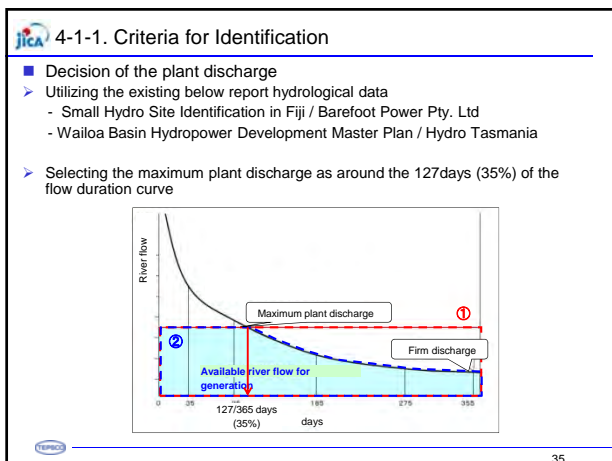 jica 4-1-1. Criteria for Identification
■ Decision of the plant discharge
➢ Utilizing the existing below report hydrological data
- Small Hydro Site Identification in Fiji / Barefoot Power Pty. Ltd
- Wailoa Basin Hydropower Development Master Plan / Hydro Tasmania
➢ Selecting the maximum plant discharge as around the 127days (35%) of the
flow duration curve
River flow
Maximum plant discharge
①
②
Firm discharge
Available river flow for
generation
0 35 185 275 355
127/365 days
(35%)
days
TEPSCO
35